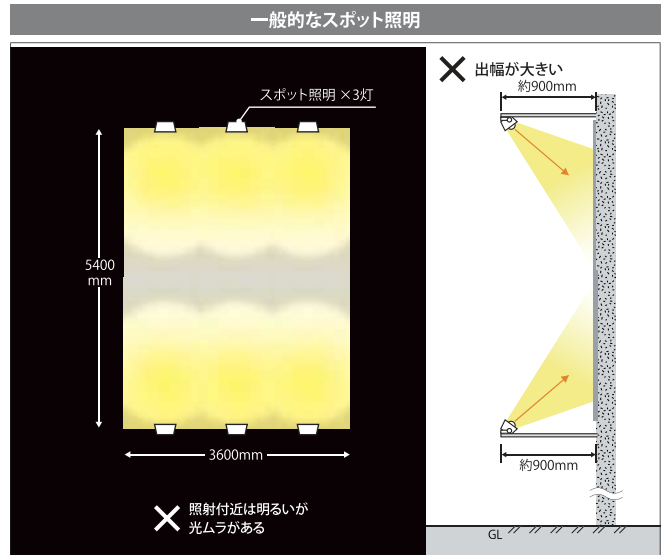 一般的なスポット照明
スポット照明 ×3灯
5400
mm
3600mm
照射付近は明るいが
光ムラがある
出幅が大きい
約900mm
約900mm
GL